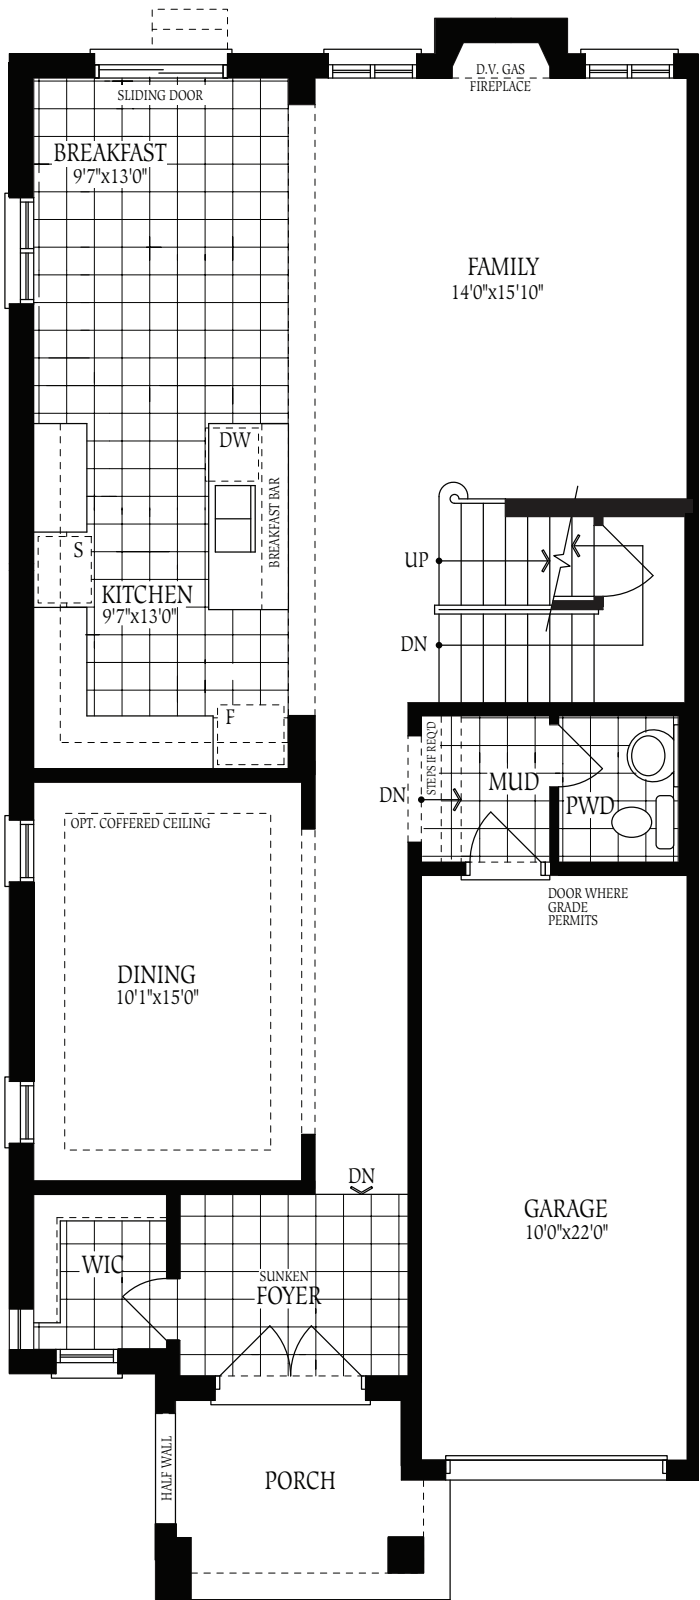 D.V. GAS
FIREPLACE
SLIDING DOOR
BREAKFAST
9'7"x13'0"
FAMILY
14'0"x15'10"
DW
BREAKFAST BAR
S
UP
KITCHEN
9'7"x13'0"
DN
F
STEPS IF REQ'D
MUD
DN
PWD
OPT. COFFERED CEILING
DOOR WHERE
GRADE
PERMITS
DINING
10'1"x15'0"
DN
GARAGE
10'0"x22'0"
WIC
SUNKEN
FOYER
HALF WALL
PORCH